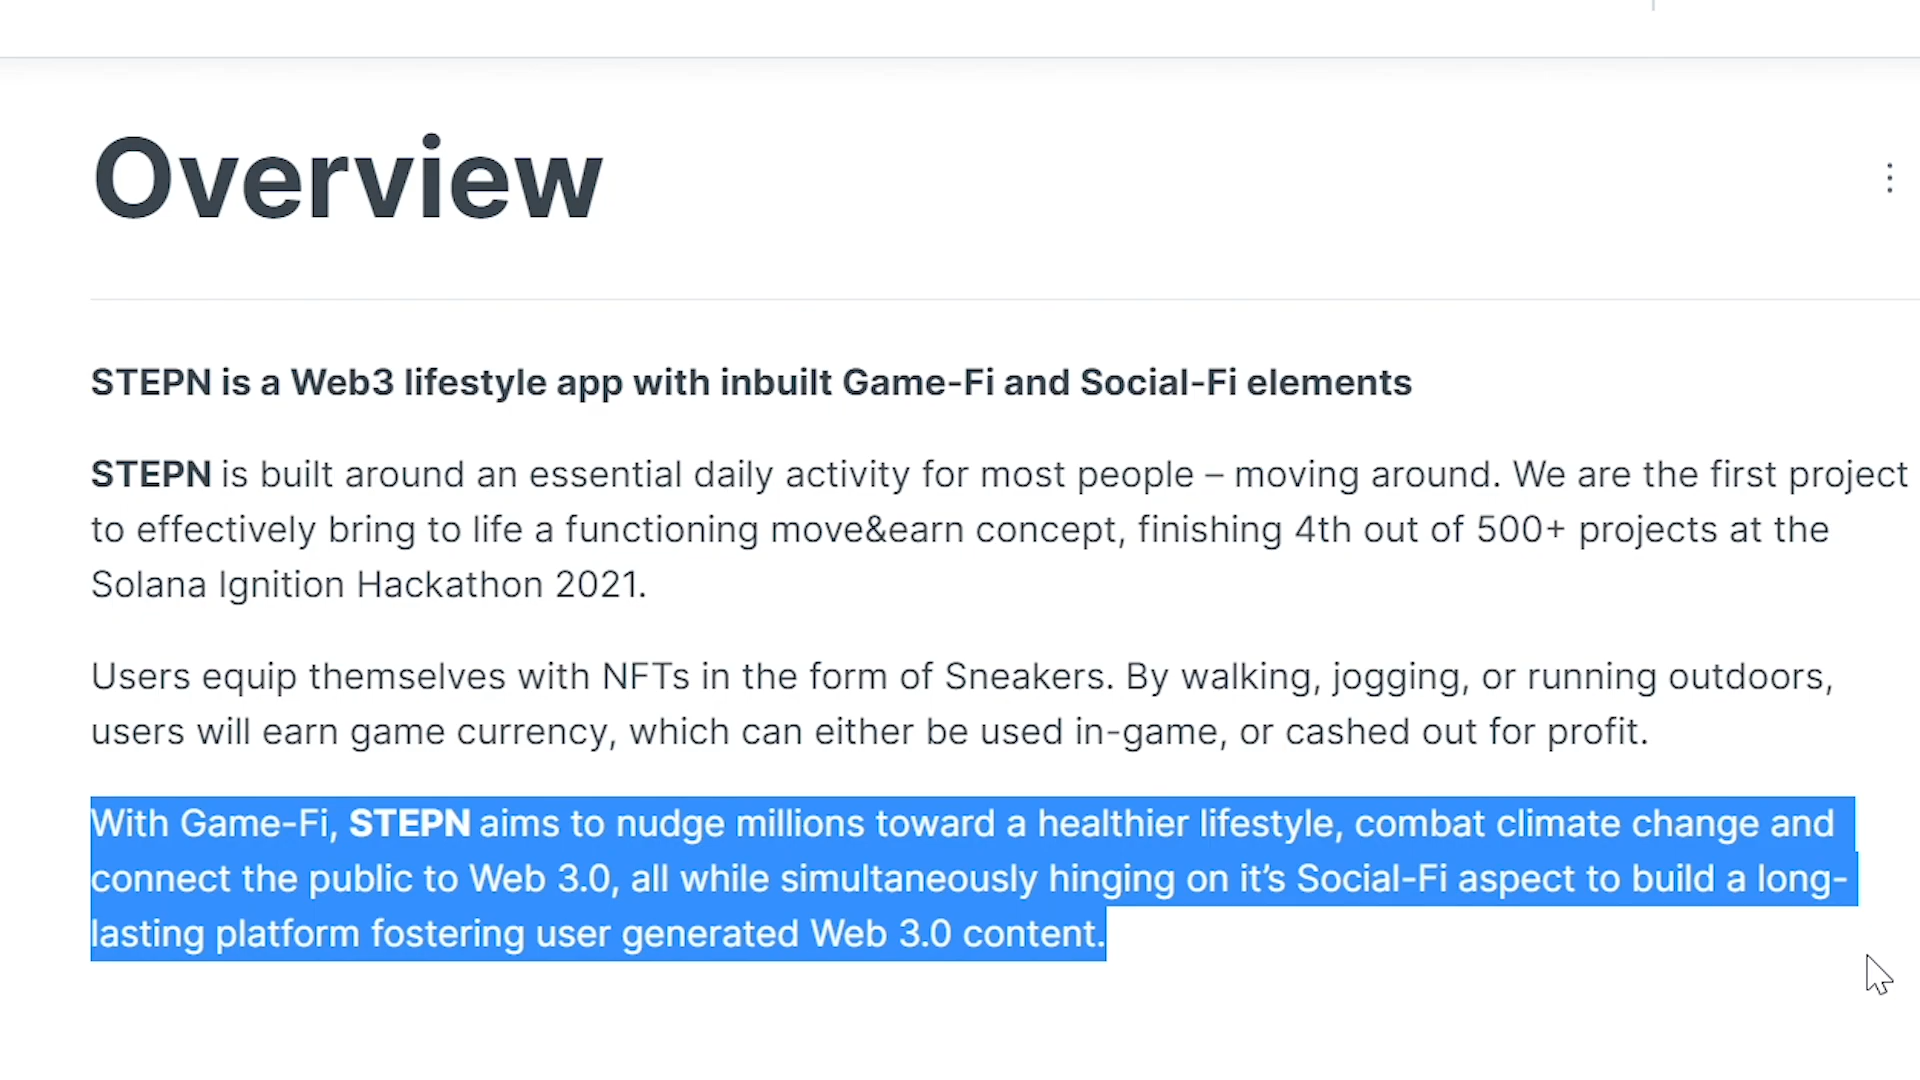 Overview
STEPN is a Web3 lifestyle app with inbuilt Game-Fi and Social-Fi elements
STEPN is built around an essential daily activity for most people – moving around. We are the first project
to effectively bring to life a functioning move&earn concept, finishing 4th out of 500+ projects at the
Solana Ignition Hackathon 2021.
Users equip themselves with NFTs in the form of Sneakers. By walking, jogging, or running outdoors,
users will earn game currency, which can either be used in-game, or cashed out for profit.
With Game-Fi, STEPN aims to nudge millions toward a healthier lifestyle, combat climate change and
connect the public to Web 3.0, all while simultaneously hinging on it’s Social-Fi aspect to build a long-
lasting platform fostering user generated Web 3.0 content.